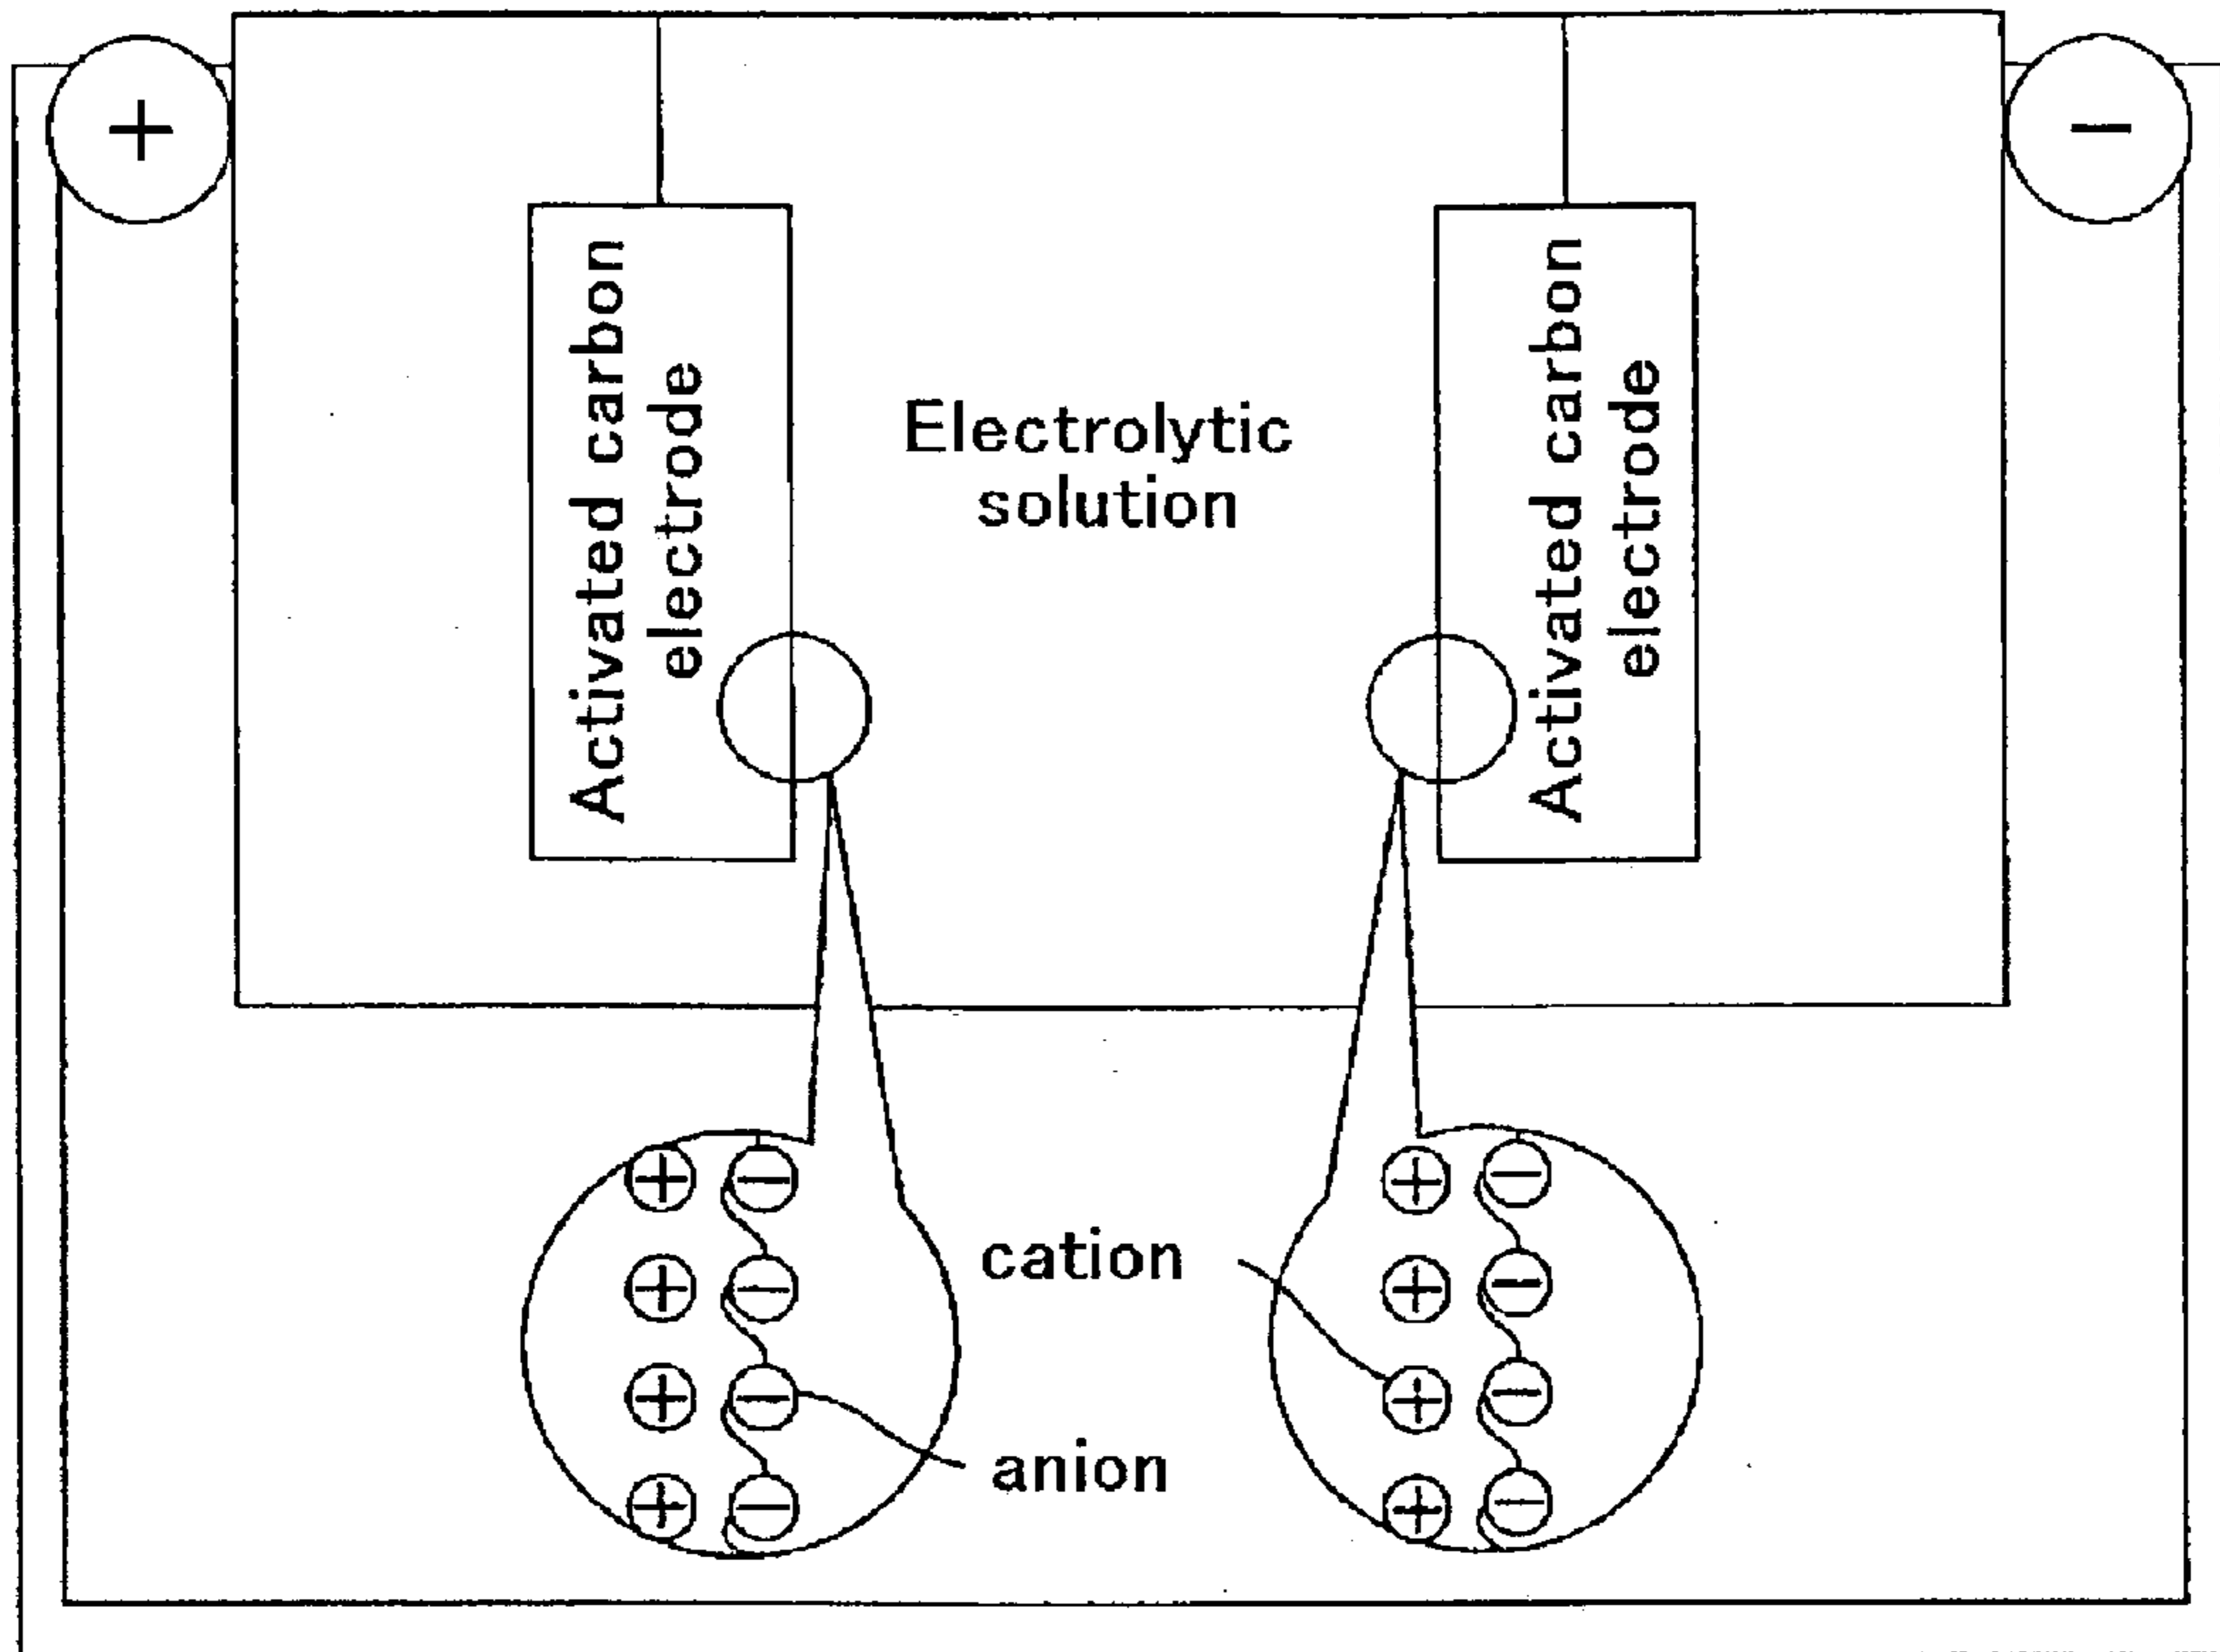 +
−
Activated carbon
electrode
Electrolytic
solution
Activated carbon
electrode
cation
anion